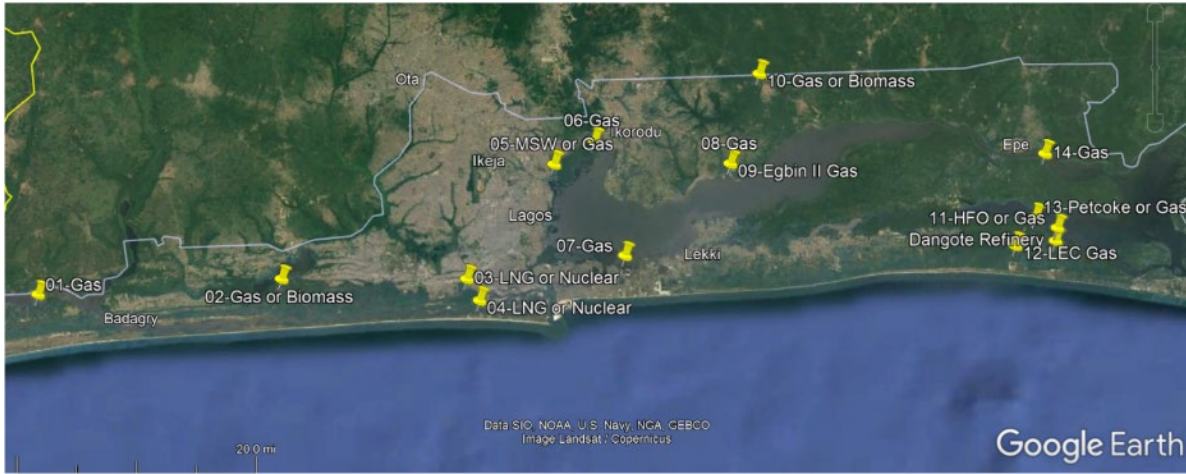 Ota
10-Gas or Biomass
06-Gas
Ikorodu
05-MSW or Gas
Ikeja
08-Gas
09-Egbin II Gas
Epe
14-Gas
Lagos
13-Petcoke or Gas
11-HFO or Gas
07-Gas
Lekki
Dangote Refinery
12-LEC Gas
01-Gas
02-Gas or Biomass
03-LNG or Nuclear
04-LNG or Nuclear
Badagry
Data SIO, NOAA, U.S. Navy, NGA, GEBCO
Image Landsat / Copernicus
20.0 mi
Google Earth